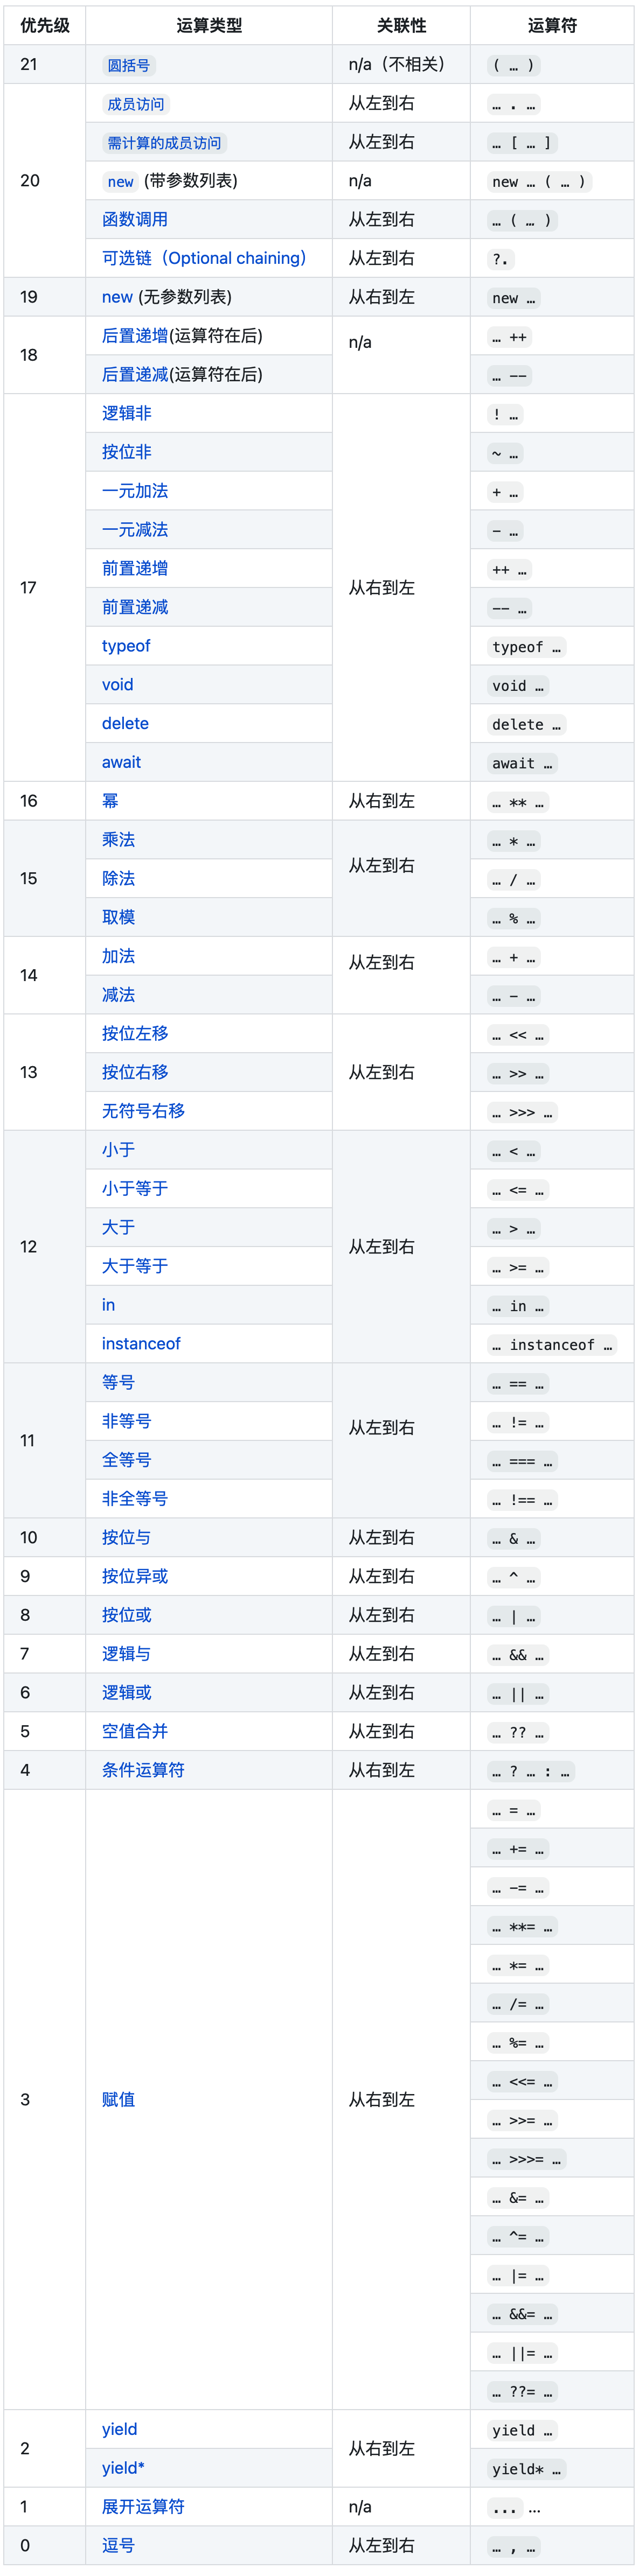 优先级 运算类型 关联性 运算符
21 圆括号 n/a（不相关） ( … )
成员访问 从左到右 … . …
需计算的成员访问 从左到右 … [ … ]
20 new (带参数列表) n/a new … ( … )
函数调用 从左到右 … ( … )
可选链（Optional chaining） 从左到右 ?.
19 new (无参数列表) 从右到左 new …
18 后置递增(运算符在后) n/a … ++
后置递减(运算符在后) … --
逻辑非 ! …
按位非 ~ …
一元加法 + …
一元减法 - …
前置递增 ++ …
17 前置递减 从右到左 -- …
typeof typeof …
void void …
delete delete …
await await …
16 幂 从右到左 … ** …
乘法 … * …
15 除法 从左到右 … / …
取模 … % …
14 加法 从左到右 … + …
减法 … - …
按位左移 … << …
13 按位右移 从左到右 … >> …
无符号右移 … >>> …
小于 … < …
小于等于 … <= …
大于 … > …
12 大于等于 从左到右 … >= …
in … in …
instanceof … instanceof …
等号 … == …
非等号 … != …
11 全等号 从左到右 … === …
非全等号 … !== …
10 按位与 从左到右 … & …
9 按位异或 从左到右 … ^ …
8 按位或 从左到右 … | …
7 逻辑与 从左到右 … && …
6 逻辑或 从左到右 … || …
5 空值合并 从左到右 … ?? …
4 条件运算符 从右到左 … ? … : …
… = …
… += …
… -= …
… **= …
… *= …
… /= …
… %= …
3 赋值 从右到左 … <<= …
… >>= …
… >>>= …
… &= …
… ^= …
… |= …
… &&= …
… ||= …
… ??= …
2 yield 从右到左 yield …
yield* yield* …
1 展开运算符 n/a ... …
0 逗号 从左到右 … , …